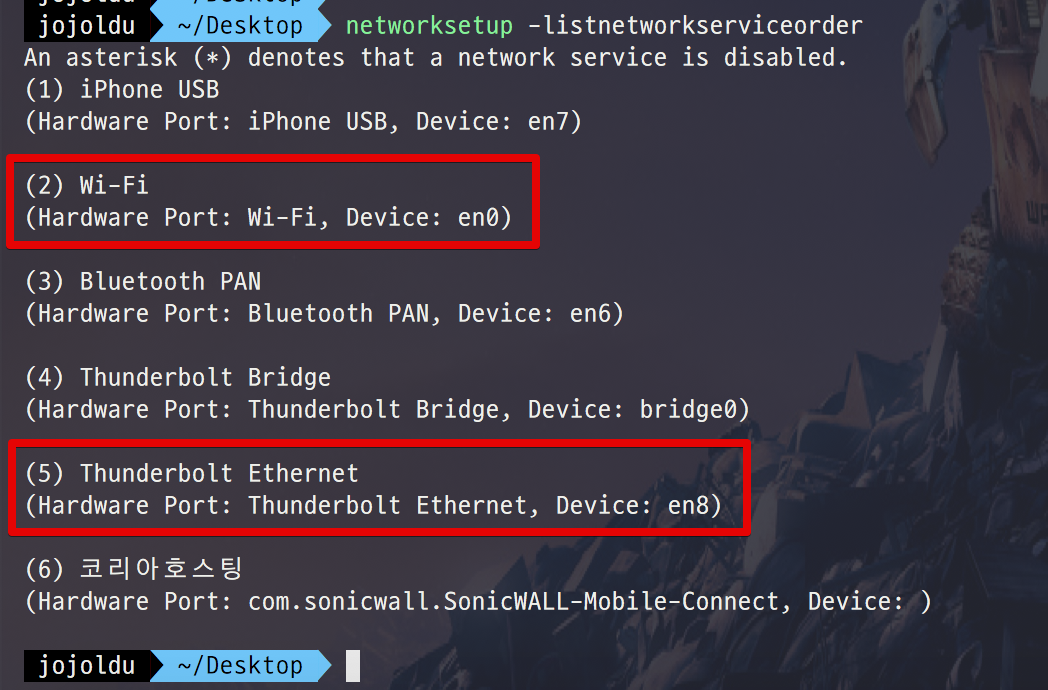 jojoldu ~/Desktop
jojoldu ~/Desktop networksetup -listnetworkserviceorder
An asterisk (*) denotes that a network service is disabled.
(1) iPhone USB
(Hardware Port: iPhone USB, Device: en7)
(2) Wi-Fi
(Hardware Port: Wi-Fi, Device: en0)
(3) Bluetooth PAN
(Hardware Port: Bluetooth PAN, Device: en6)
(4) Thunderbolt Bridge
(Hardware Port: Thunderbolt Bridge, Device: bridge0)
(5) Thunderbolt Ethernet
(Hardware Port: Thunderbolt Ethernet, Device: en8)
(6) 코리아호스팅
(Hardware Port: com.sonicwall.SonicWALL-Mobile-Connect, Device: )
jojoldu ~/Desktop